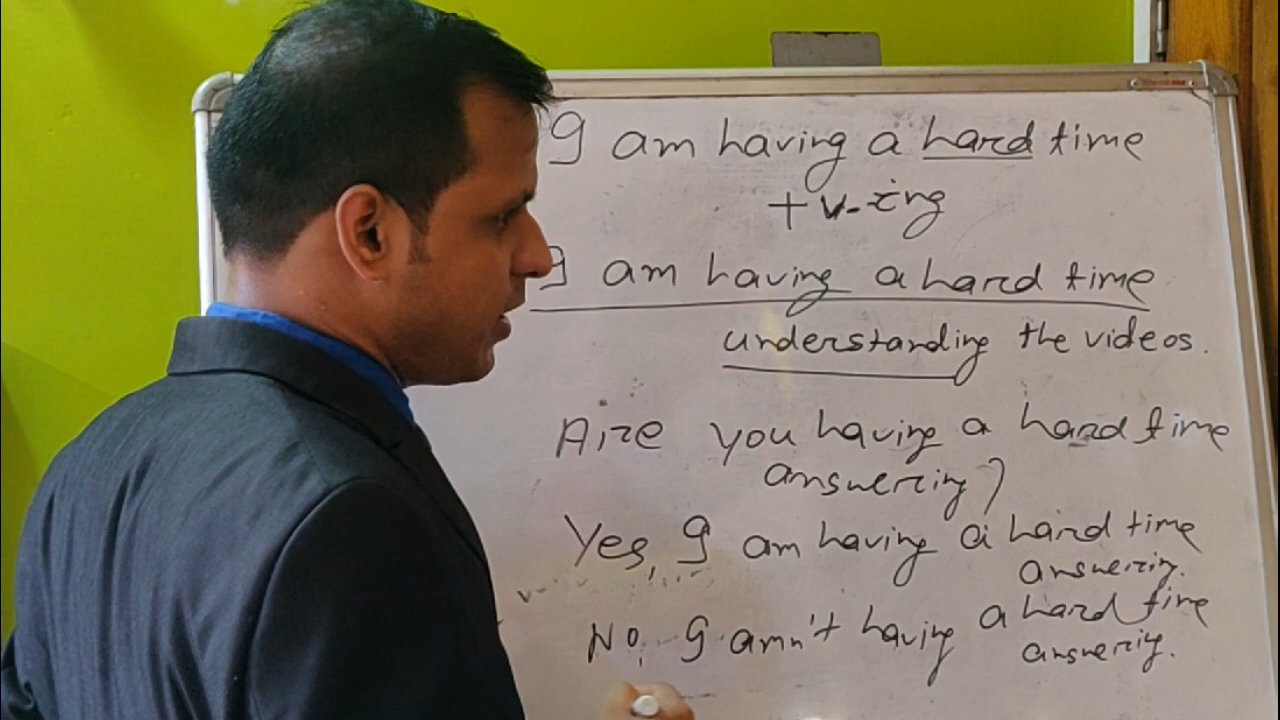 I am having a hard time
+ v-ing
I am having a hard time
understanding the videos.
Are you having a hard time
answering?
Yes, I am having a hard time
answering.
No, I amn't having a hard time
answering.